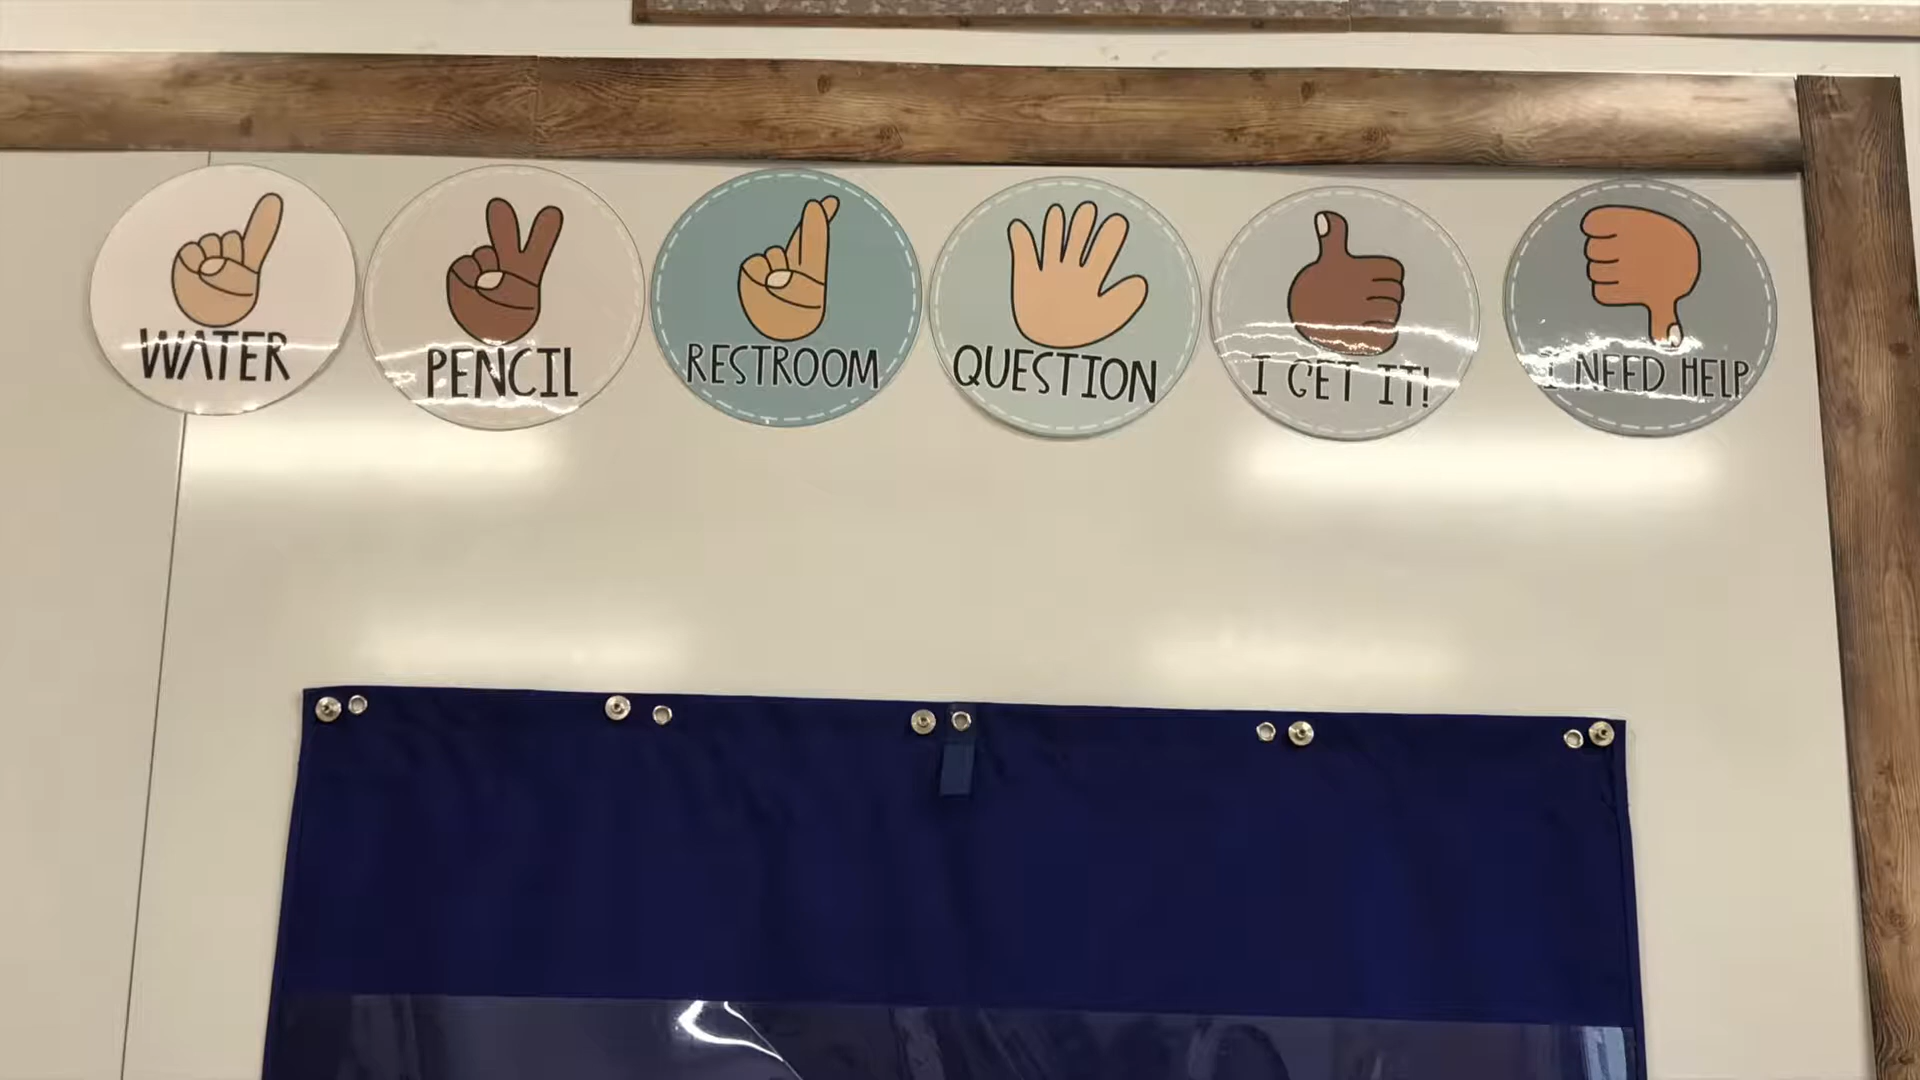 WATER
PENCIL
RESTROOM
QUESTION
I GET IT!
I NEED HELP